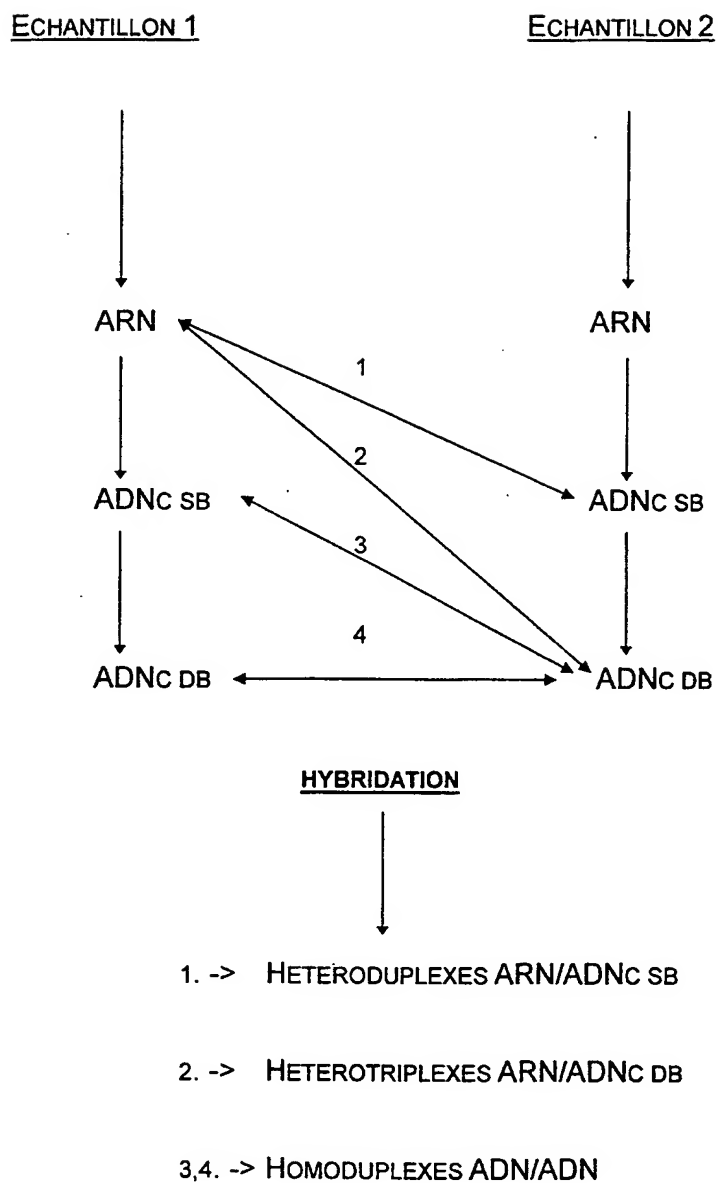 ECHANTILLON 1 ECHANTILLON 2
ARN ARN
1
2
ADNC SB ADNC SB
3
4
ADNC DB ADNC DB
HYBRIDATION
1. -> HETERODUPLEXES ARN/ADNC SB
2. -> HETEROTRIPLEXES ARN/ADNC DB
3,4. -> HOMODUPLEXES ADN/ADN